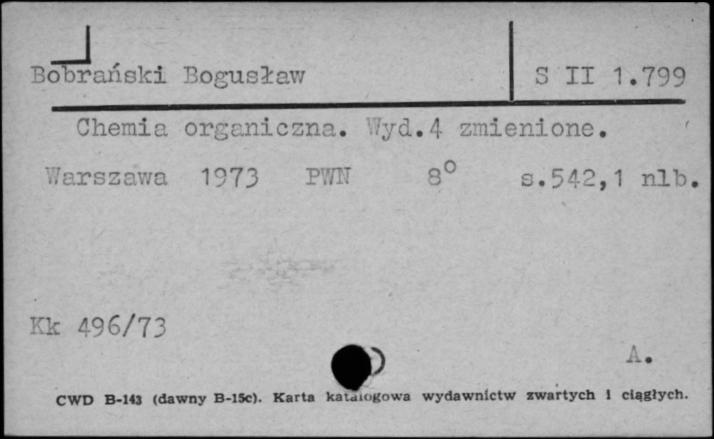 Bobrański Bogusław S II 1.799
Chemia organiczna. Wyd.4 zmienione.
Warszawa 1973 PWN 8° s.542,1 nlb.
Kk 496/73
A.
CWD B-143 (dawny B-15c). Karta katalogowa wydawnictw zwartych i ciągłych.